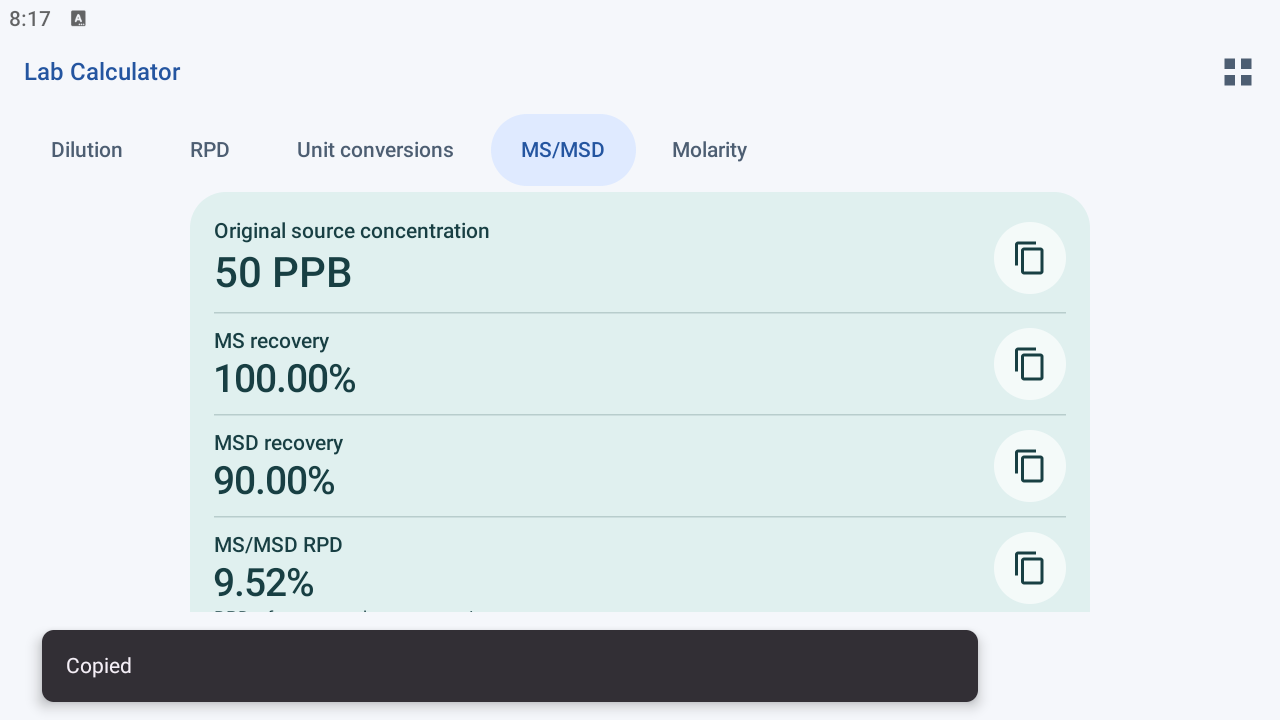 8:17
Lab Calculator
Dilution
RPD
Unit conversions
MS/MSD
Molarity
Original source concentration
50 PPB
MS recovery
100.00%
MSD recovery
90.00%
MS/MSD RPD
9.52%
Copied